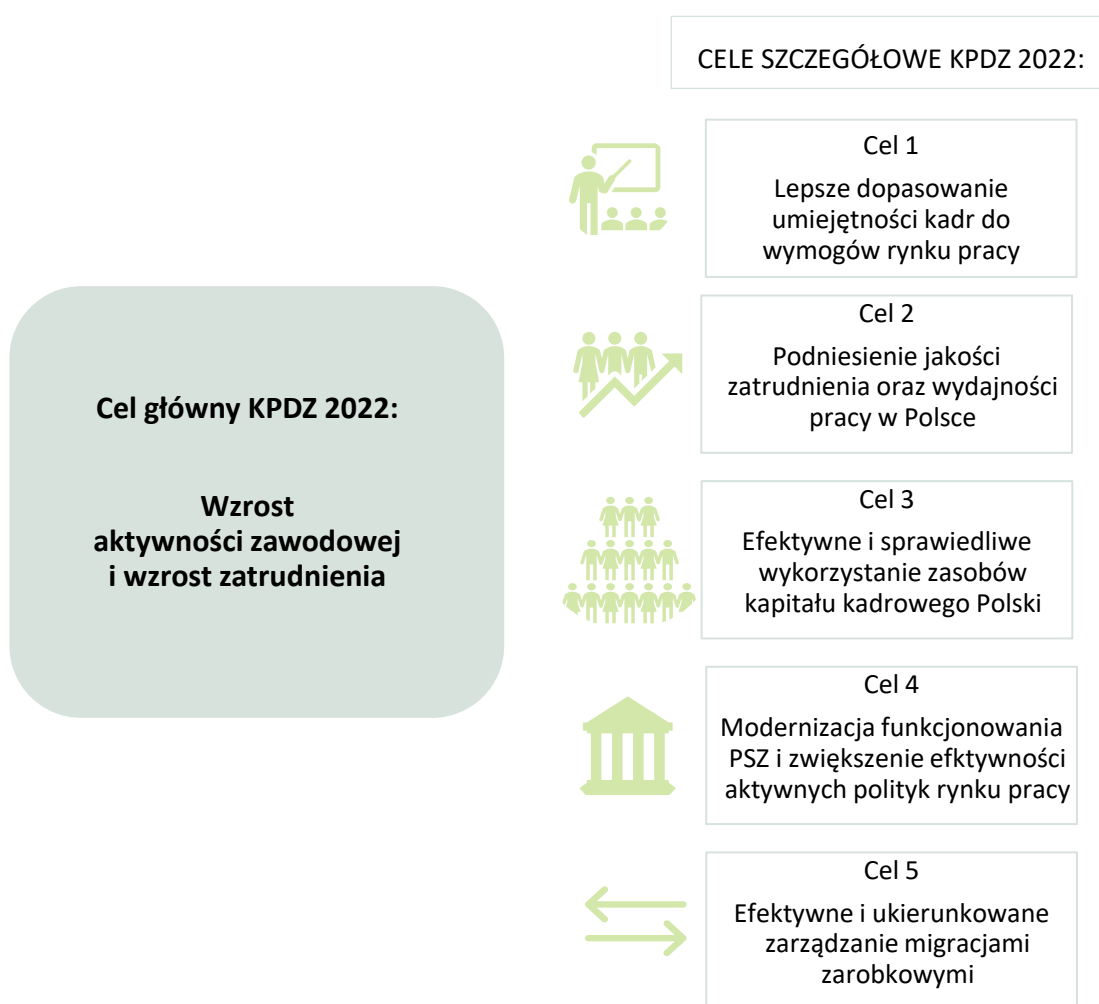 CELE SZCZEGÓŁOWE KPDZ 2022:
Cel główny KPDZ 2022:
Wzrost
aktywności zawodowej
i wzrost zatrudnienia
Cel 1
Lepsze dopasowanie
umiejętności kadr do
wymogów rynku pracy
Cel 2
Podniesienie jakości
zatrudnienia oraz wydajności
pracy w Polsce
Cel 3
Efektywne i sprawiedliwe
wykorzystanie zasobów
kapitału kadrowego Polski
Cel 4
Modernizacja funkcjonowania
PSZ i zwiększenie efktywności
aktywnych polityk rynku pracy
Cel 5
Efektywne i ukierunkowane
zarządzanie migracjami
zarobkowymi